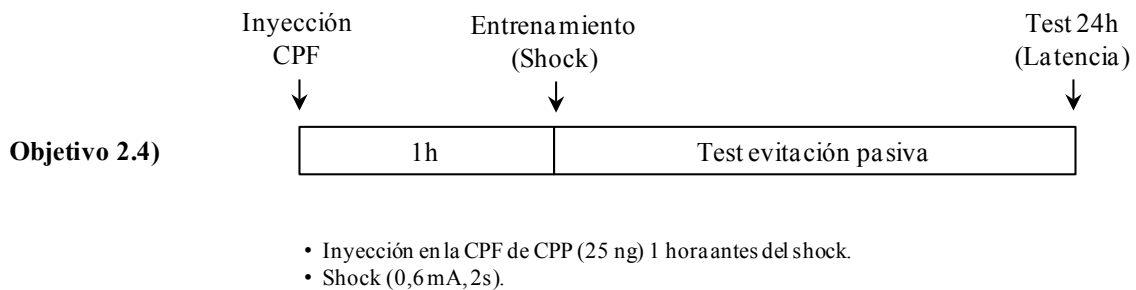 Inyección
CPF
Entrenamiento
(Shock)
Test 24h
(Latencia)
Objetivo 2.4)
1h
Test evitación pasiva
• Inyección en la CPF de CPP (25 ng) 1 hora antes del shock.
• Shock (0,6 mA, 2s).